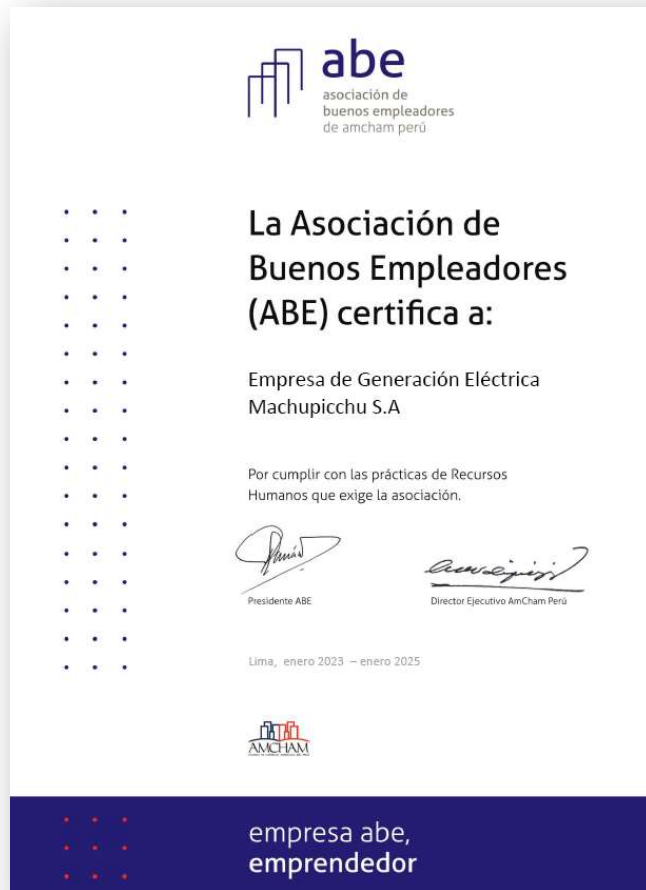 abe
asociación de
buenos empleadores
de amcham perú
La Asociación de
Buenos Empleadores
(ABE) certifica a:
Empresa de Generación Eléctrica
Machupicchu S.A
Por cumplir con las prácticas de Recursos
Humanos que exige la asociación.
Presidente ABE
Director Ejecutivo AmCham Perú
Lima, enero 2023 – enero 2025
AMCHAM
empresa abe,
emprendedor